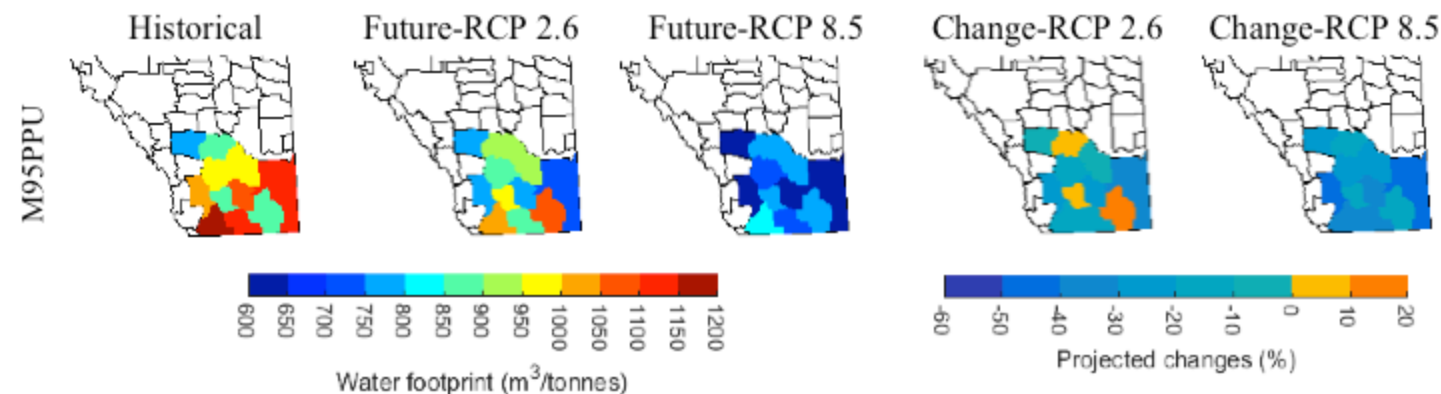 Historical
Future-RCP 2.6
Future-RCP 8.5
Change-RCP 2.6
Change-RCP 8.5
M95PPU
600
650
700
750
800
850
900
950
1000
1050
1100
1150
1200
Water footprint (m³/tonnes)
-60
-50
-40
-30
-20
-10
0
10
20
Projected changes (%)